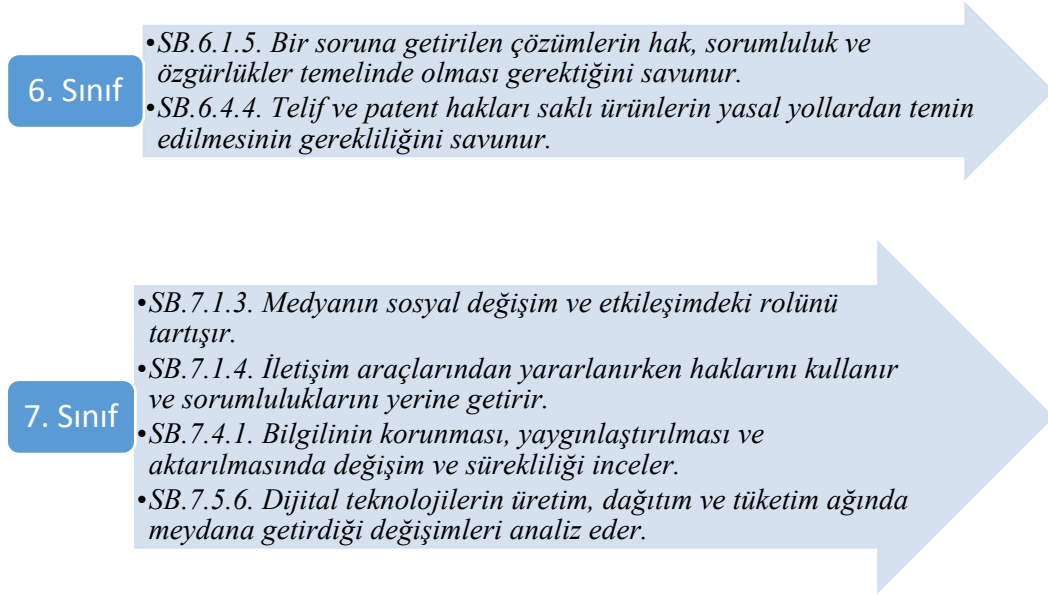 6. Sınıf
•SB.6.1.5. Bir soruna getirilen çözümlerin hak, sorumluluk ve
özgürlükler temelinde olması gerektiğini savunur.
•SB.6.4.4. Telif ve patent hakları saklı ürünlerin yasal yollardan temin
edilmesinin gerekliliğini savunur.
7. Sınıf
•SB.7.1.3. Medyanın sosyal değişim ve etkileşimdeki rolünü
tartışır.
•SB.7.1.4. İletişim araçlarından yararlanırken haklarını kullanır
ve sorumluluklarını yerine getirir.
•SB.7.4.1. Bilgilinin korunması, yaygınlaştırılması ve
aktarılmasında değişim ve sürekliliği inceler.
•SB.7.5.6. Dijital teknolojilerin üretim, dağıtım ve tüketim ağında
meydana getirdiği değişimleri analiz eder.